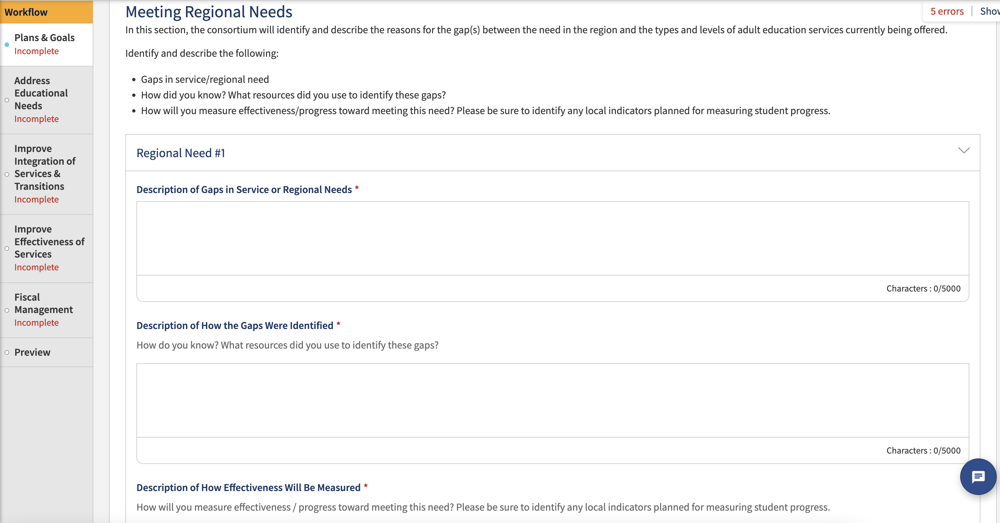 Workflow
Plans & Goals
Incomplete
Address
Educational
Needs
Incomplete
Improve
Integration of
Services &
Transitions
Incomplete
Improve
Effectiveness of
Services
Incomplete
Fiscal
Management
Incomplete
Preview
Meeting Regional Needs
5 errors
In this section, the consortium will identify and describe the reasons for the gap(s) between the need in the region and the types and levels of adult education services currently being offered.
Identify and describe the following:
• Gaps in service/regional need
• How did you know? What resources did you use to identify these gaps?
• How will you measure effectiveness/progress toward meeting this need? Please be sure to identify any local indicators planned for measuring student progress.
Regional Need #1
Description of Gaps in Service or Regional Needs *
Characters : 0/5000
Description of How the Gaps Were Identified *
How do you know? What resources did you use to identify these gaps?
Characters : 0/5000
Description of How Effectiveness Will Be Measured *
How will you measure effectiveness / progress toward meeting this need? Please be sure to identify any local indicators planned for measuring student progress.